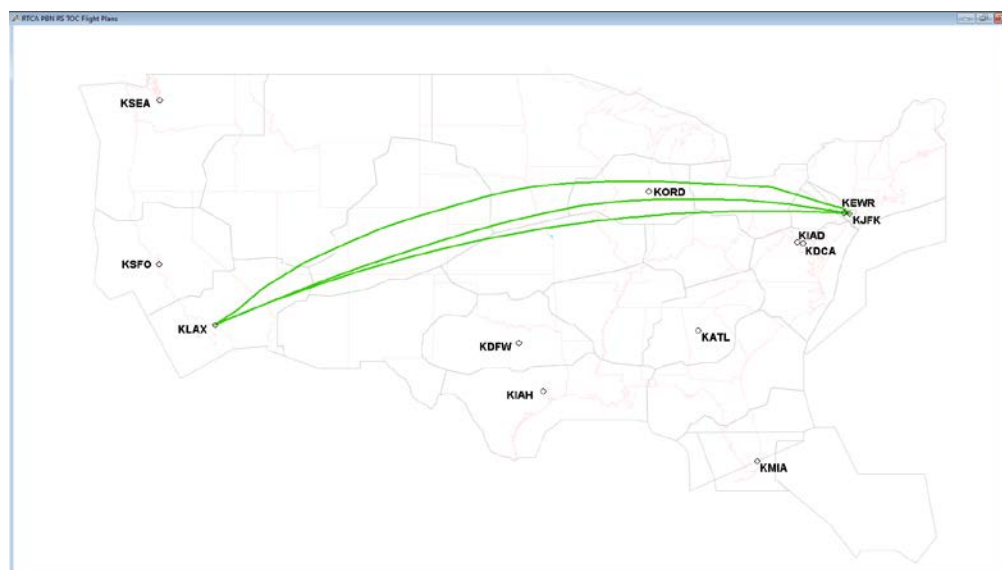 RTCA PBN RS TOC Flight Plans
KSEA
KORD
KEWR
KJFK
KIAD
KDCA
KSFO
KLAX
KATL
KDFW
KIAH
KMIA